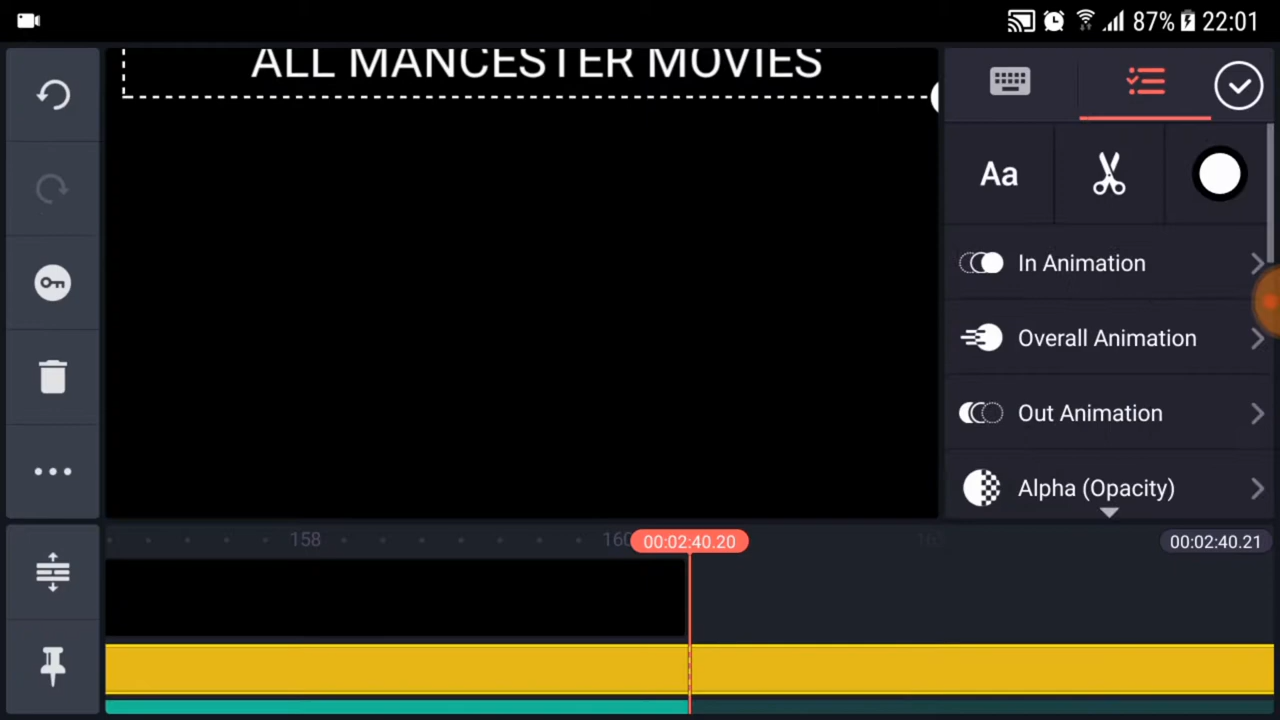 87% 22:01
ALL MANCESTER MOVIES
Aa
In Animation
Overall Animation
Out Animation
Alpha (Opacity)
158
00:02:40.20
00:02:40.21